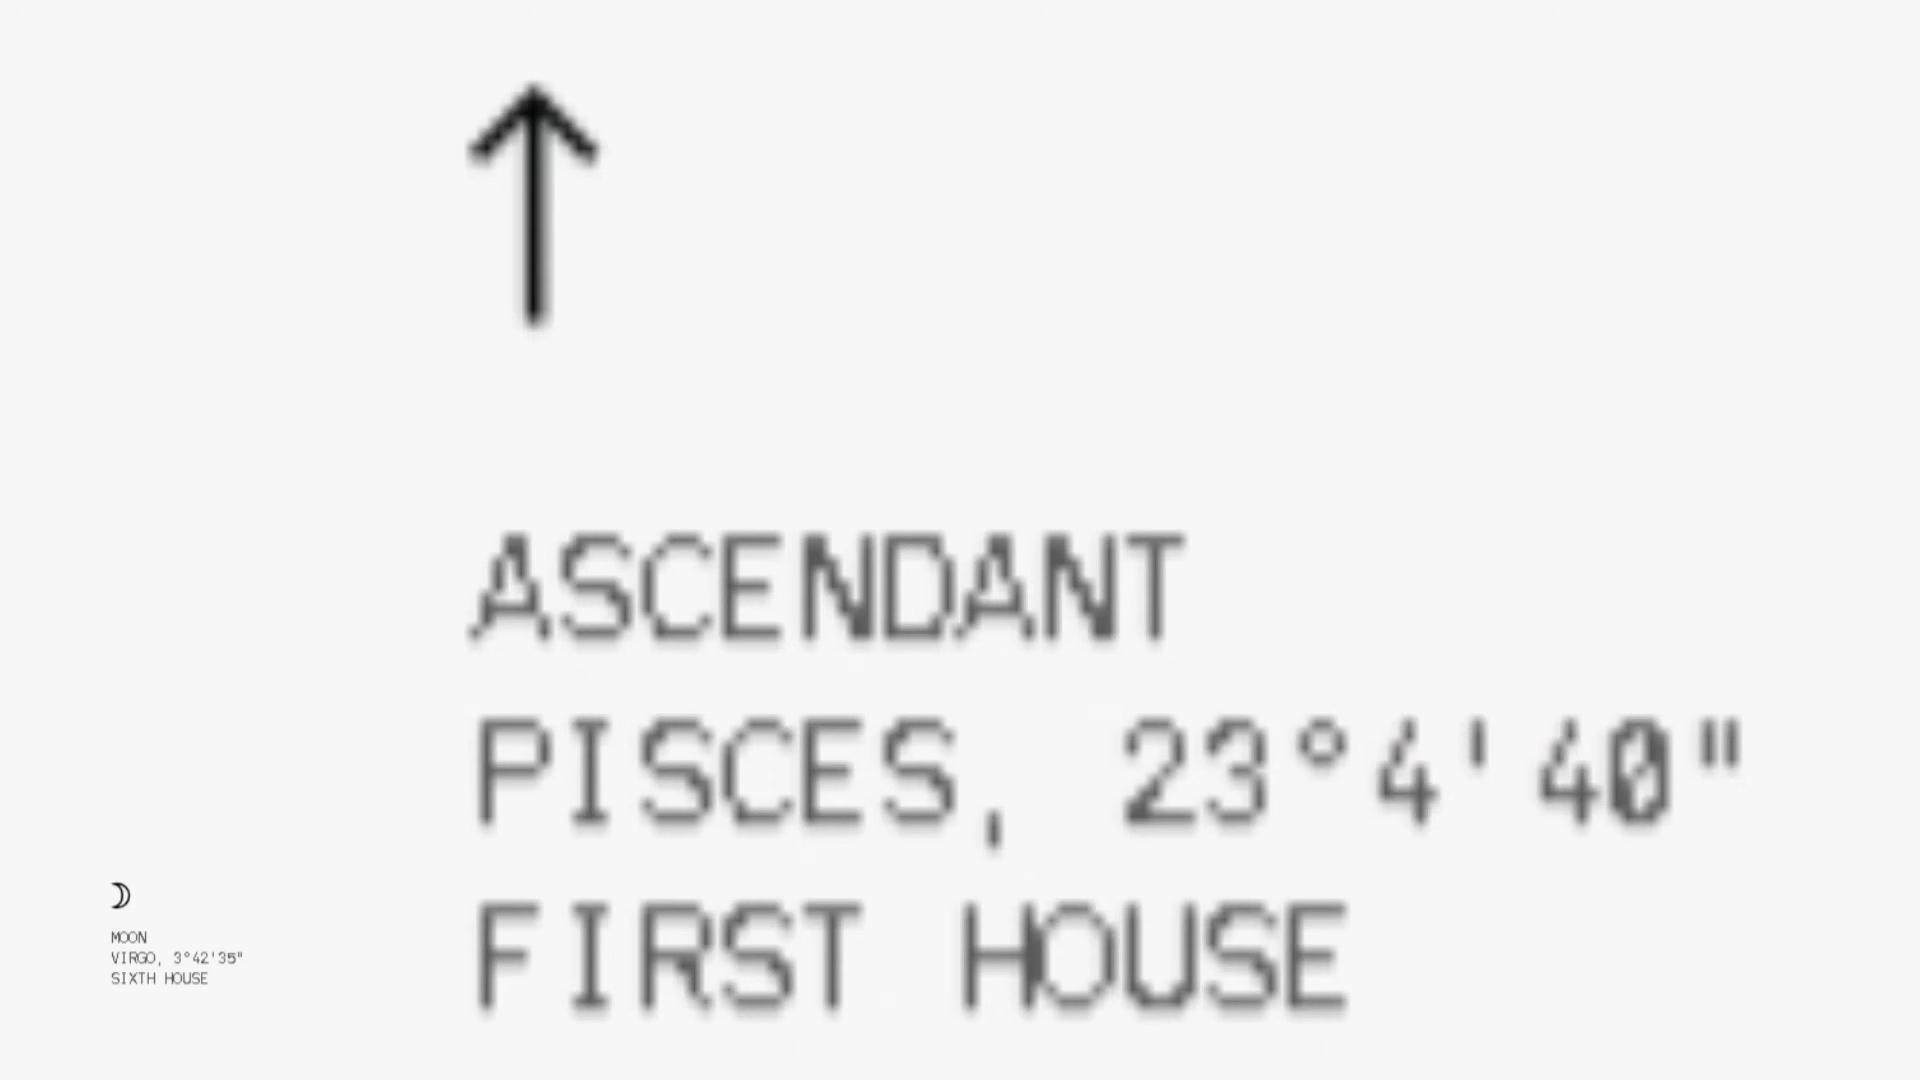 ASCENDANT
PISCES, 23°4'40"
FIRST HOUSE
MOON
VIRGO, 3°42'35"
SIXTH HOUSE